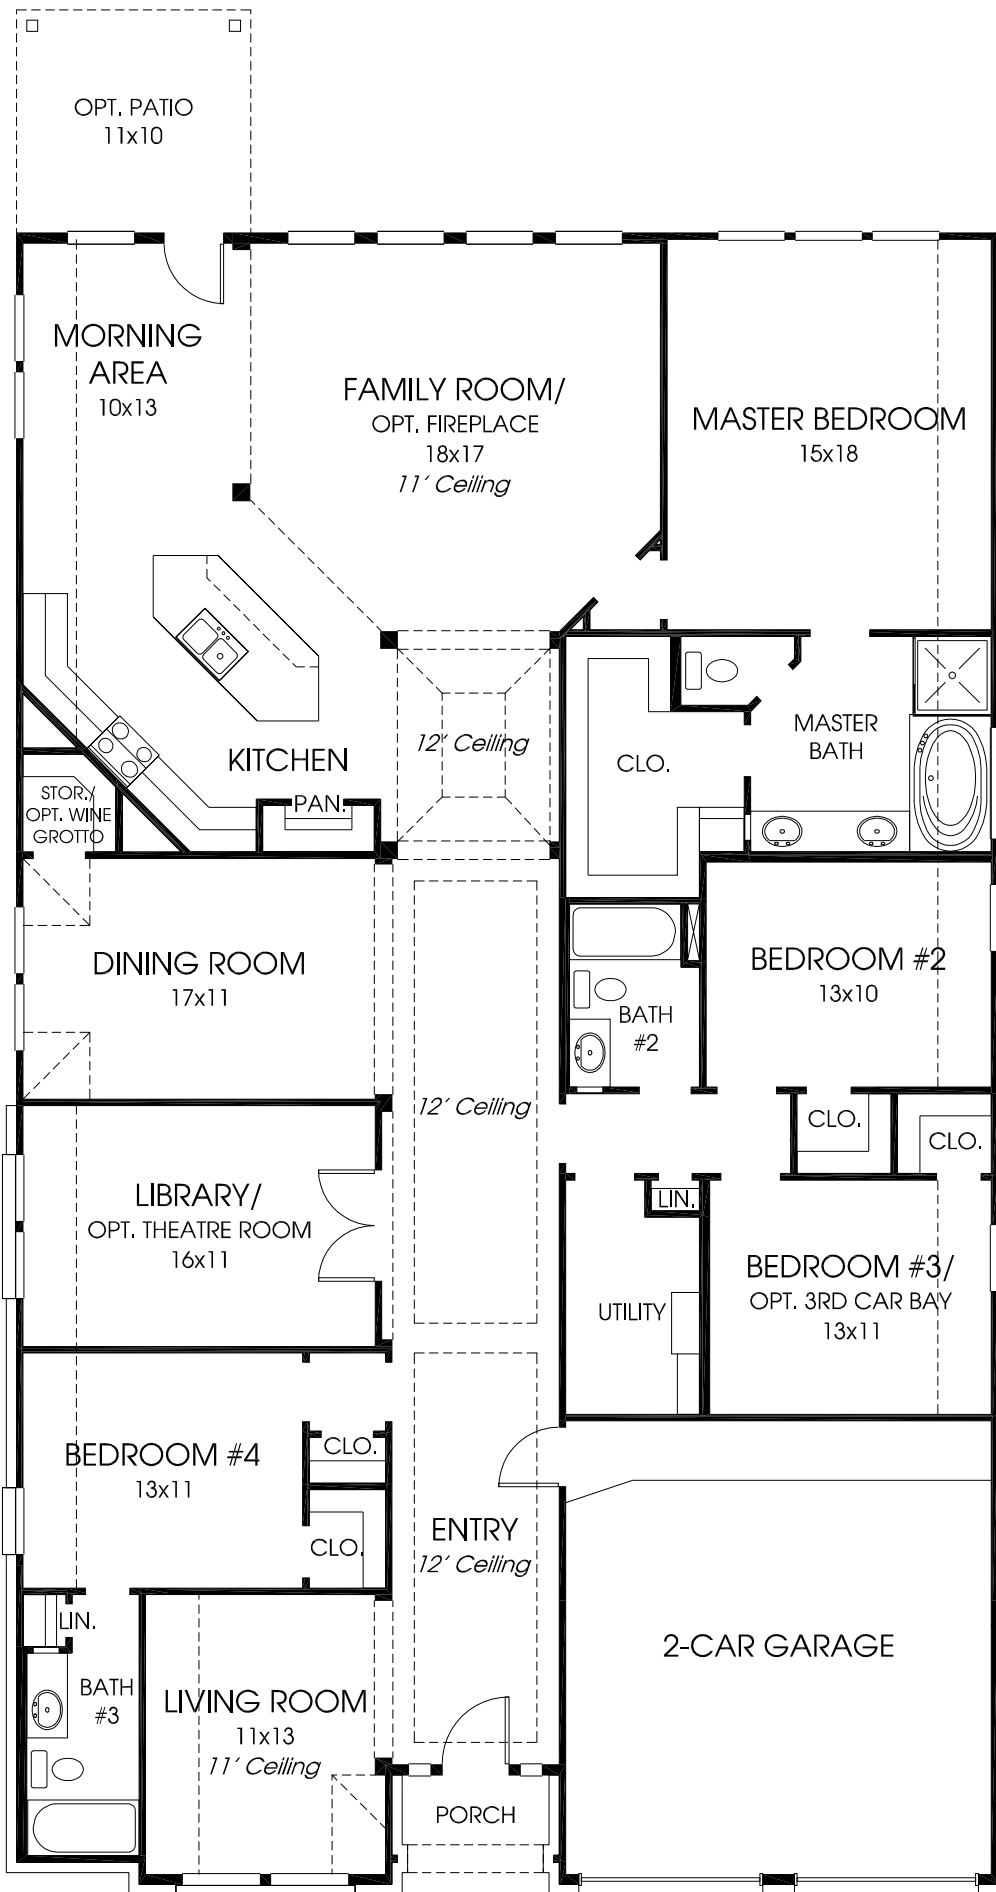 OPT. PATIO
11x10
MORNING
AREA
10x13
FAMILY ROOM/
OPT. FIREPLACE
18x17
11' Ceiling
MASTER BEDROOM
15x18
12' Ceiling
KITCHEN
PAN.
STOR./
OPT. WINE
GROTTO
CLO.
MASTER
BATH
DINING ROOM
17x11
BEDROOM #2
13x10
BATH
#2
12' Ceiling
CLO.
CLO.
LIBRARY/
OPT. THEATRE ROOM
16x11
LIN.
UTILITY
BEDROOM #3/
OPT. 3RD CAR BAY
13x11
BEDROOM #4
13x11
CLO.
CLO.
ENTRY
12' Ceiling
LIN.
BATH
#3
LIVING ROOM
11x13
11' Ceiling
2-CAR GARAGE
PORCH